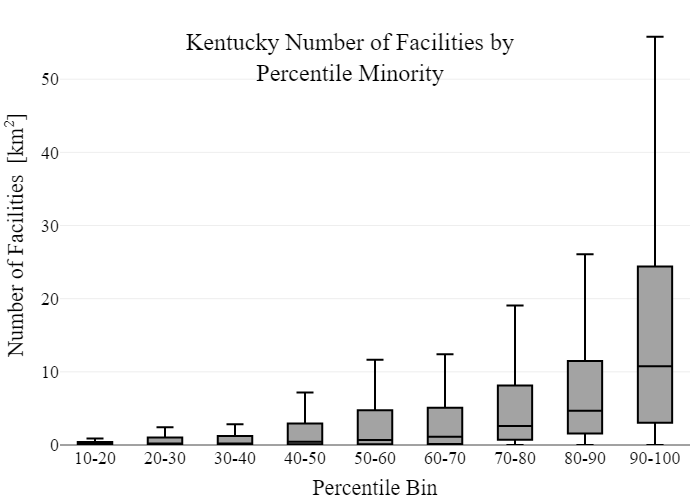 Kentucky Number of Facilities by
Percentile Minority
Number of Facilities [km²]
50
40
30
20
10
0
10-20 20-30 30-40 40-50 50-60 60-70 70-80 80-90 90-100
Percentile Bin